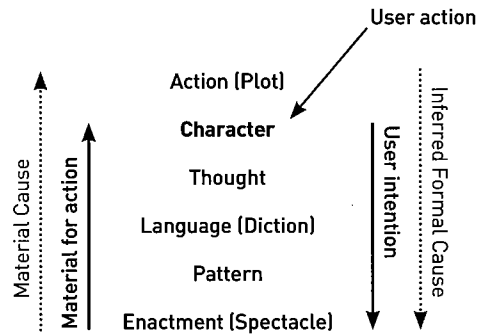 User action
Action (Plot)
Character
Thought
Language (Diction)
Pattern
Enactment (Spectacle)
Material Cause
Material for action
User intention
Inferred Formal Cause